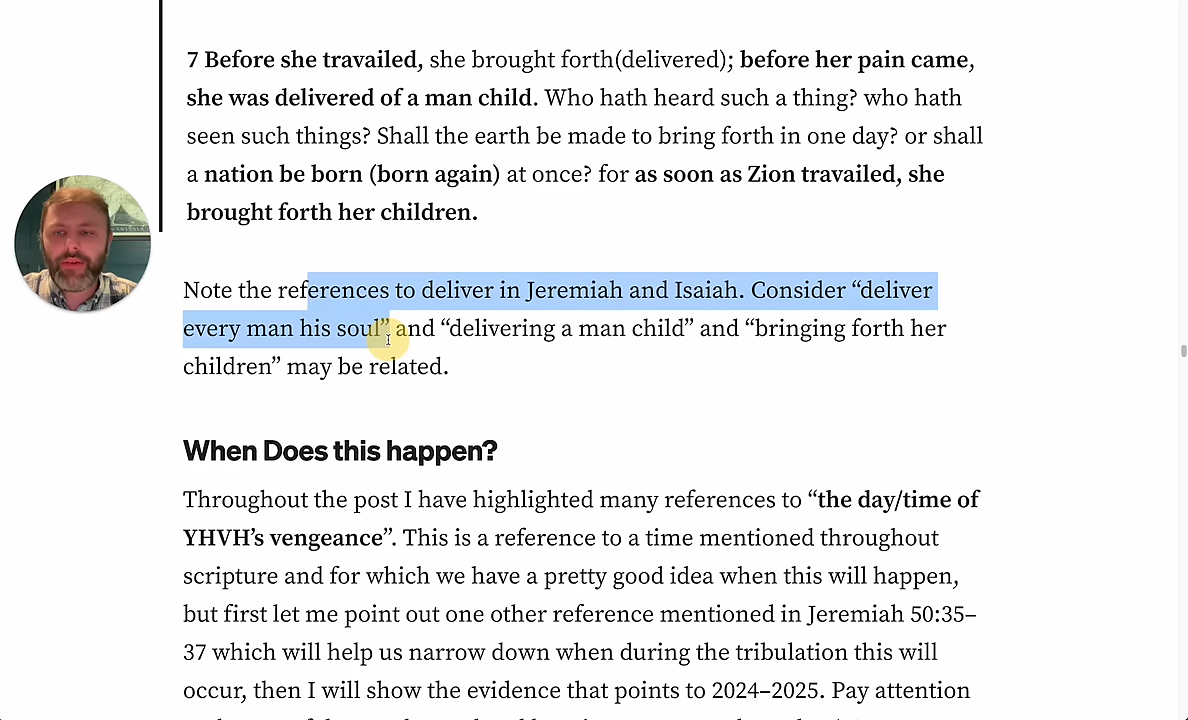 7 Before she travailed, she brought forth(delivered); before her pain came,
she was delivered of a man child. Who hath heard such a thing? who hath
seen such things? Shall the earth be made to bring forth in one day? or shall
a nation be born (born again) at once? for as soon as Zion travailed, she
brought forth her children.
Note the references to deliver in Jeremiah and Isaiah. Consider “deliver
every man his soul” and “delivering a man child” and “bringing forth her
children” may be related.
When Does this happen?
Throughout the post I have highlighted many references to “the day/time of
YHVH’s vengeance”. This is a reference to a time mentioned throughout
scripture and for which we have a pretty good idea when this will happen,
but first let me point out one other reference mentioned in Jeremiah 50:35–
37 which will help us narrow down when during the tribulation this will
occur, then I will show the evidence that points to 2024–2025. Pay attention